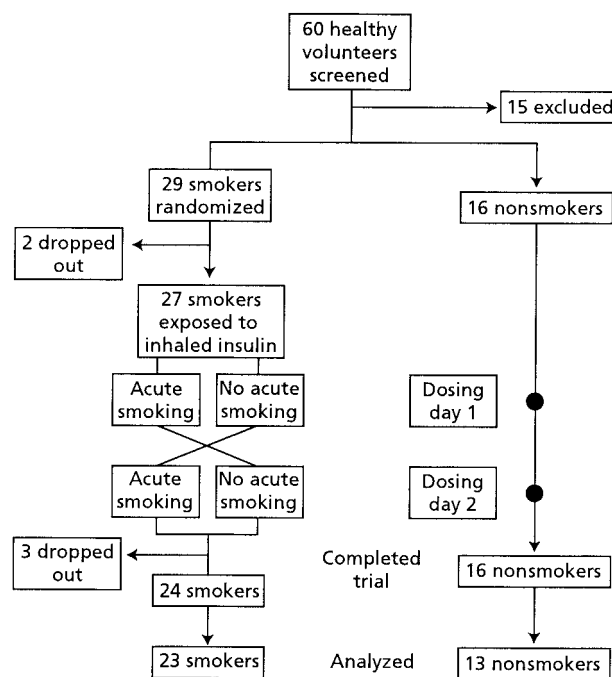 60 healthy
volunteers
screened
15 excluded
29 smokers
randomized
16 nonsmokers
2 dropped
out
27 smokers
exposed to
inhaled insulin
Acute
smoking
No acute
smoking
Dosing
day 1
Acute
smoking
No acute
smoking
Dosing
day 2
3 dropped
out
Completed
trial
24 smokers
16 nonsmokers
23 smokers
Analyzed
13 nonsmokers